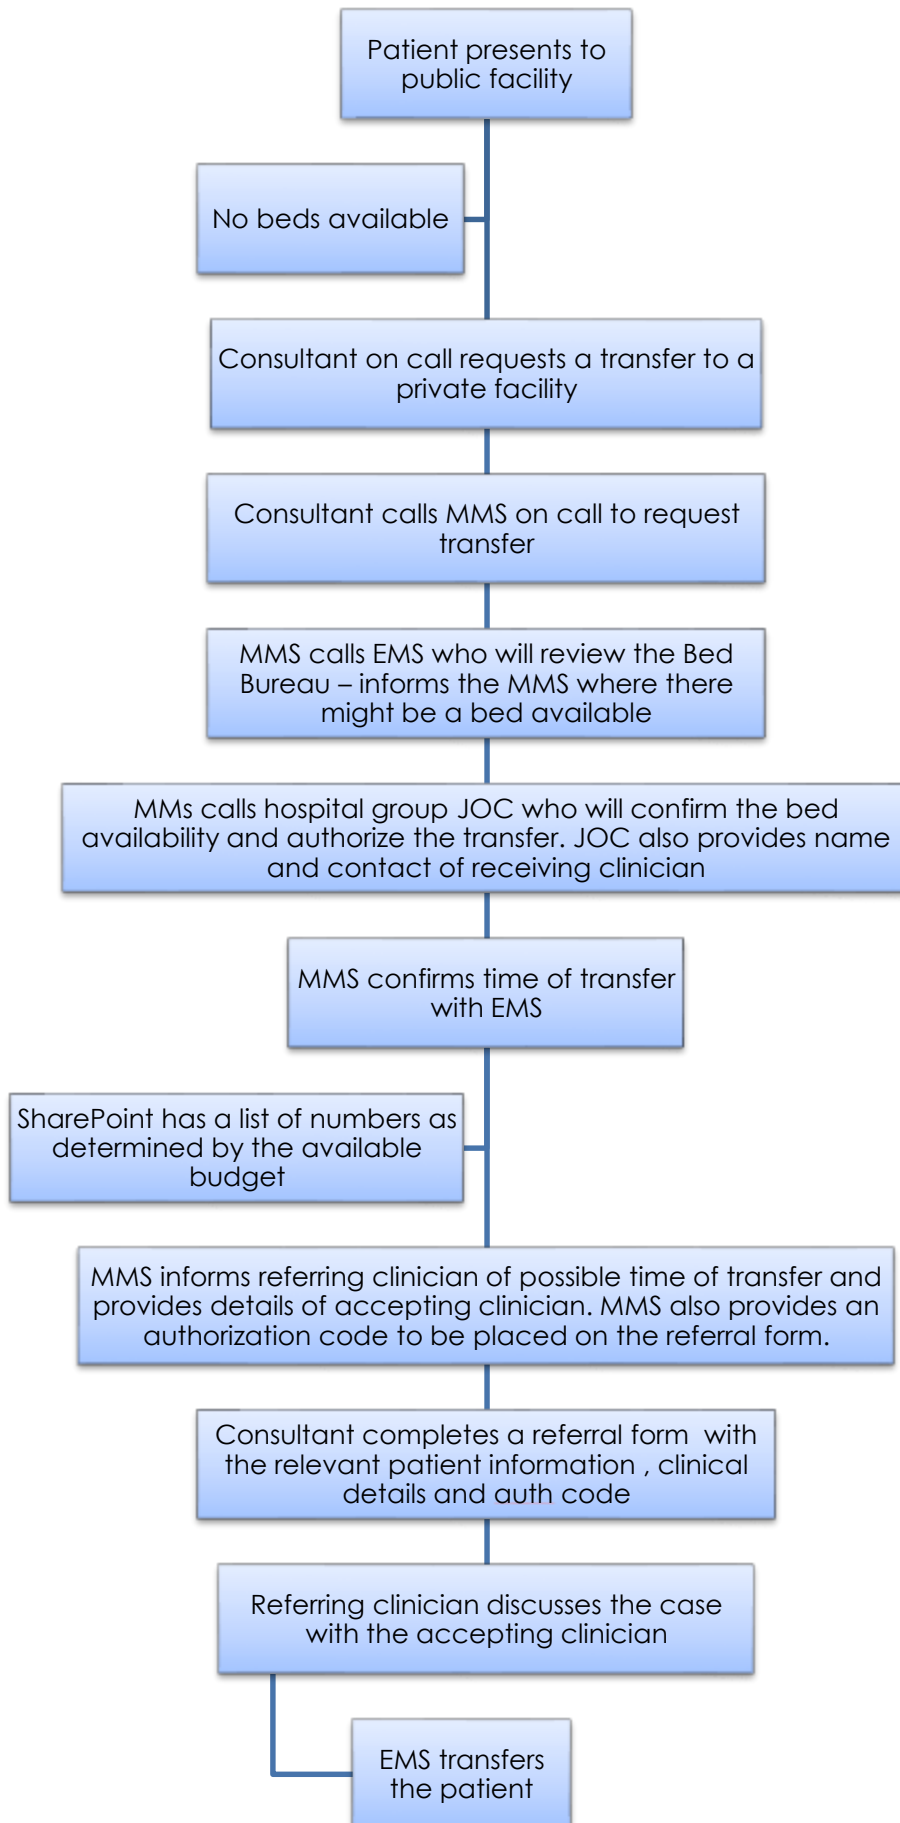 Patient presents to
public facility
No beds available
Consultant on call requests a transfer to a
private facility
Consultant calls MMS on call to request
transfer
MMS calls EMS who will review the Bed
Bureau – informs the MMS where there
might be a bed available
MMs calls hospital group JOC who will confirm the bed
availability and authorize the transfer. JOC also provides name
and contact of receiving clinician
MMS confirms time of transfer
with EMS
SharePoint has a list of numbers as
determined by the available
budget
MMS informs referring clinician of possible time of transfer and
provides details of accepting clinician. MMS also provides an
authorization code to be placed on the referral form.
Consultant completes a referral form  with
the relevant patient information , clinical
details and auth code
Referring clinician discusses the case
with the accepting clinician
EMS transfers
the patient